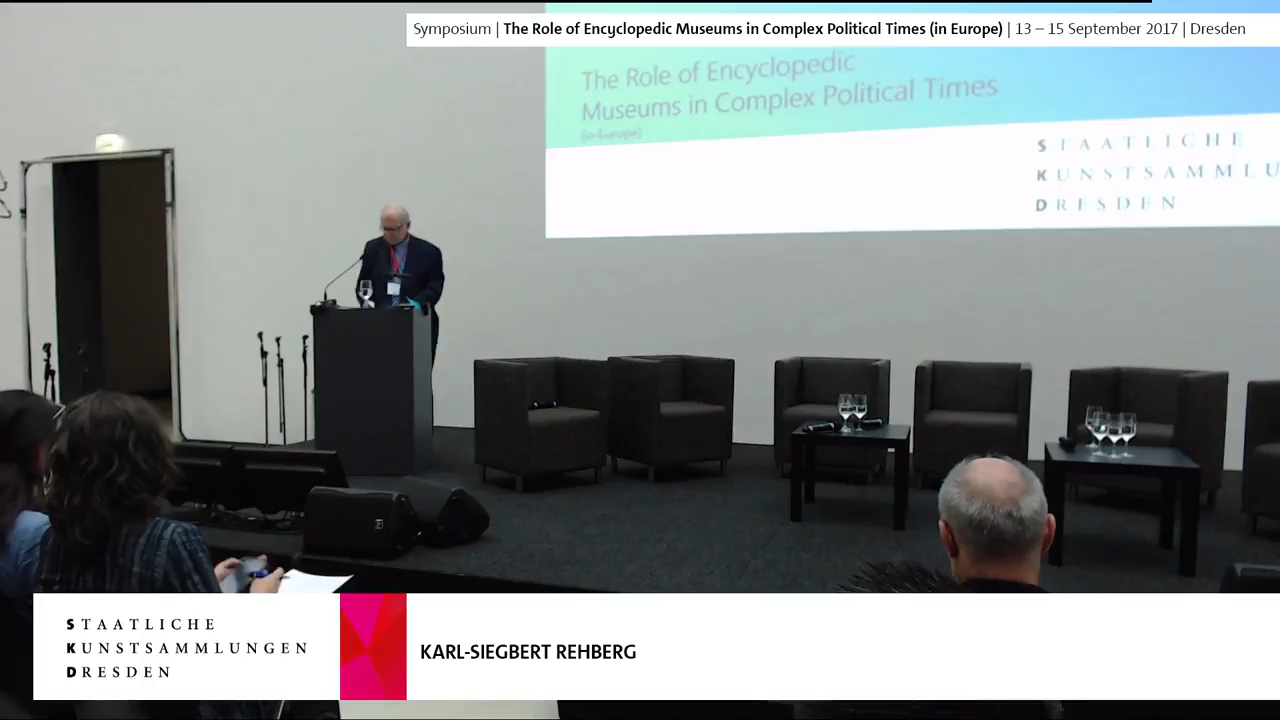 Symposium | The Role of Encyclopedic Museums in Complex Political Times (in Europe) | 13 – 15 September 2017 | Dresden
The Role of Encyclopedic
Museums in Complex Political Times
(in Europe)
STAATLICHE
KUNSTSAMMLU
DRESDEN
STAATLICHE
KUNSTSAMMLUNGEN
DRESDEN
KARL-SIEGBERT REHBERG